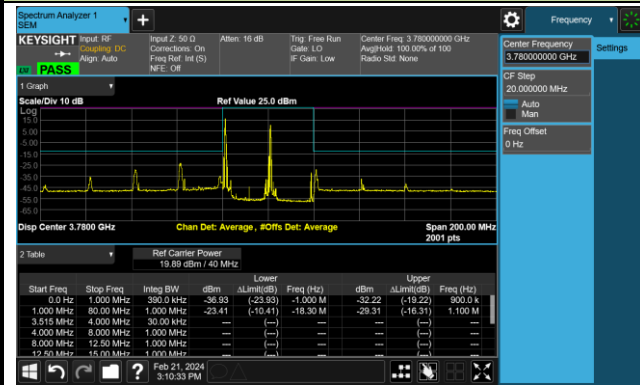 Spectrum Analyzer 1
SEM
Frequency
KEYSIGHT
Input: RF
Coupling: DC
Align: Auto
Input Z: 50 Ω
Corrections: On
Freq Ref: Int (S)
NFE: Off
Atten: 16 dB
Trig: Free Run
Gate: LO
IF Gain: Low
Center Freq: 3.780000000 GHz
Avg|Hold: 100.00% of 100
Radio Std: None
PASS
Center Frequency
3.780000000 GHz
Settings
CF Step
20.000000 MHz
Auto
Man
Freq Offset
0 Hz
1 Graph
Scale/Div 10 dB
Ref Value 25.0 dBm
Log
15.0
5.00
-5.00
-15.0
-25.0
-35.0
-45.0
-55.0
-65.0
Disp Center 3.7800 GHz
Chan Det: Average, #Offs Det: Average
Span 200.00 MHz
2001 pts
2 Table
Ref Carrier Power
19.89 dBm / 40 MHz
Lower Upper
Start Freq Stop Freq Integ BW dBm ΔLimit(dB) Freq (Hz) dBm ΔLimit(dB) Freq (Hz)
0.0 Hz 1.000 MHz 390.0 kHz -36.93 (-23.93) -1.000 M -32.22 (-19.22) 900.0 k
1.000 MHz 80.00 MHz 1.000 MHz -23.41 (-10.41) -18.30 M -29.31 (-16.31) 1.100 M
3.515 MHz 4.000 MHz 30.00 kHz --- (---) --- --- (---) ---
4.000 MHz 8.000 MHz 1.000 MHz --- (---) --- --- (---) ---
8.000 MHz 12.50 MHz 1.000 MHz --- (---) --- --- (---) ---
12.50 MHz 15.00 MHz 1.000 MHz --- (---) --- --- (---) ---
Feb 21, 2024
3:10:33 PM